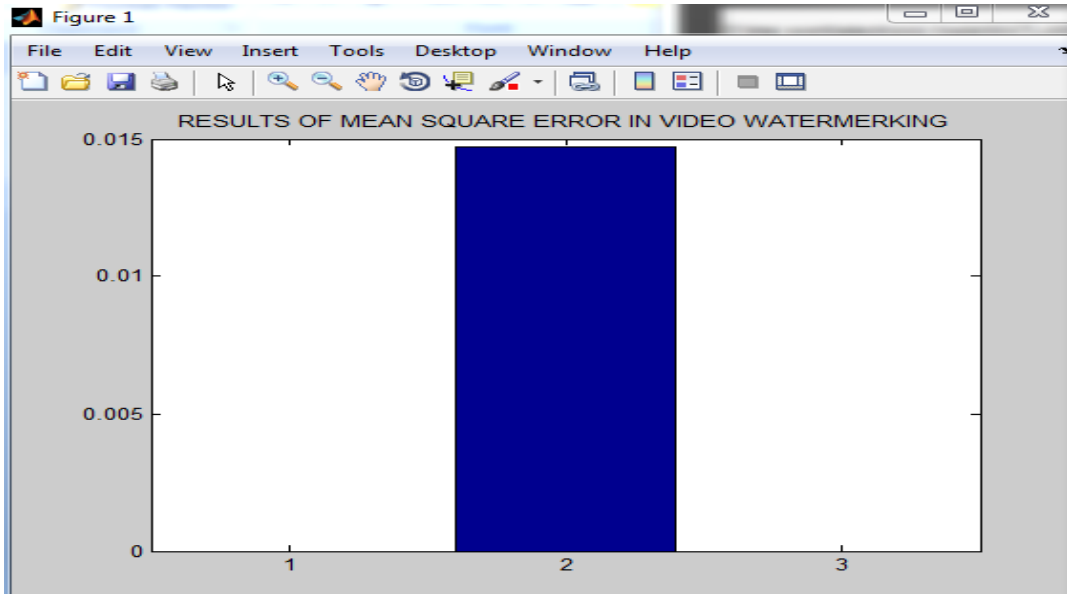 Figure 1
File Edit View Insert Tools Desktop Window Help
RESULTS OF MEAN SQUARE ERROR IN VIDEO WATERMERKING
0.015
0.01
0.005
0
1 2 3